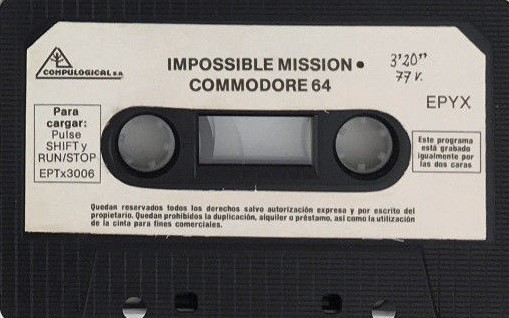 COMPULOGICAL S.A.
IMPOSSIBLE MISSION •
COMMODORE 64
3'20"
77 v.
EPYX
Para
cargar:
Pulse
SHIFT y
RUN/STOP
EPTx3006
Este programa
está grabado
igualmente por
las dos caras
Quedan reservados todos los derechos salvo autorización expresa y por escrito del
propietario. Quedan prohibidos la duplicación, alquiler o préstamo, así como la utilización
de la cinta para fines comerciales.